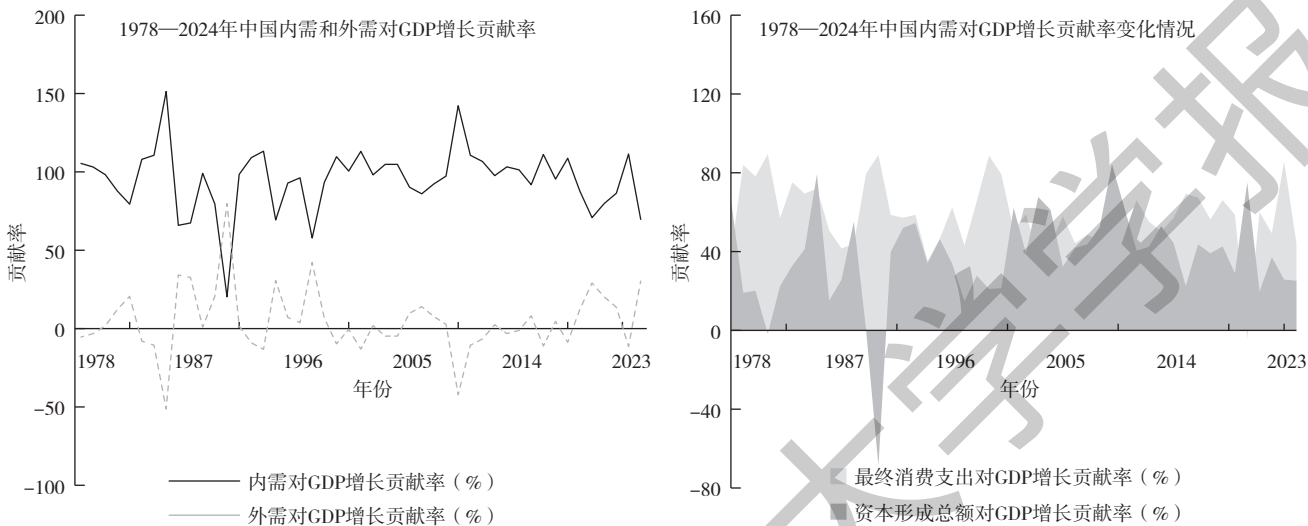 1978—2024年中国内需和外需对GDP增长贡献率
200
150
100
50
0
-50
-100
贡献率
1978 1987 1996 2005 2014 2023
年份
内需对GDP增长贡献率（%）
外需对GDP增长贡献率（%）
1978—2024年中国内需对GDP增长贡献率变化情况
160
120
80
40
0
-40
-80
贡献率
1978 1987 1996 2005 2014 2023
年份
最终消费支出对GDP增长贡献率（%）
资本形成总额对GDP增长贡献率（%）
大学学报